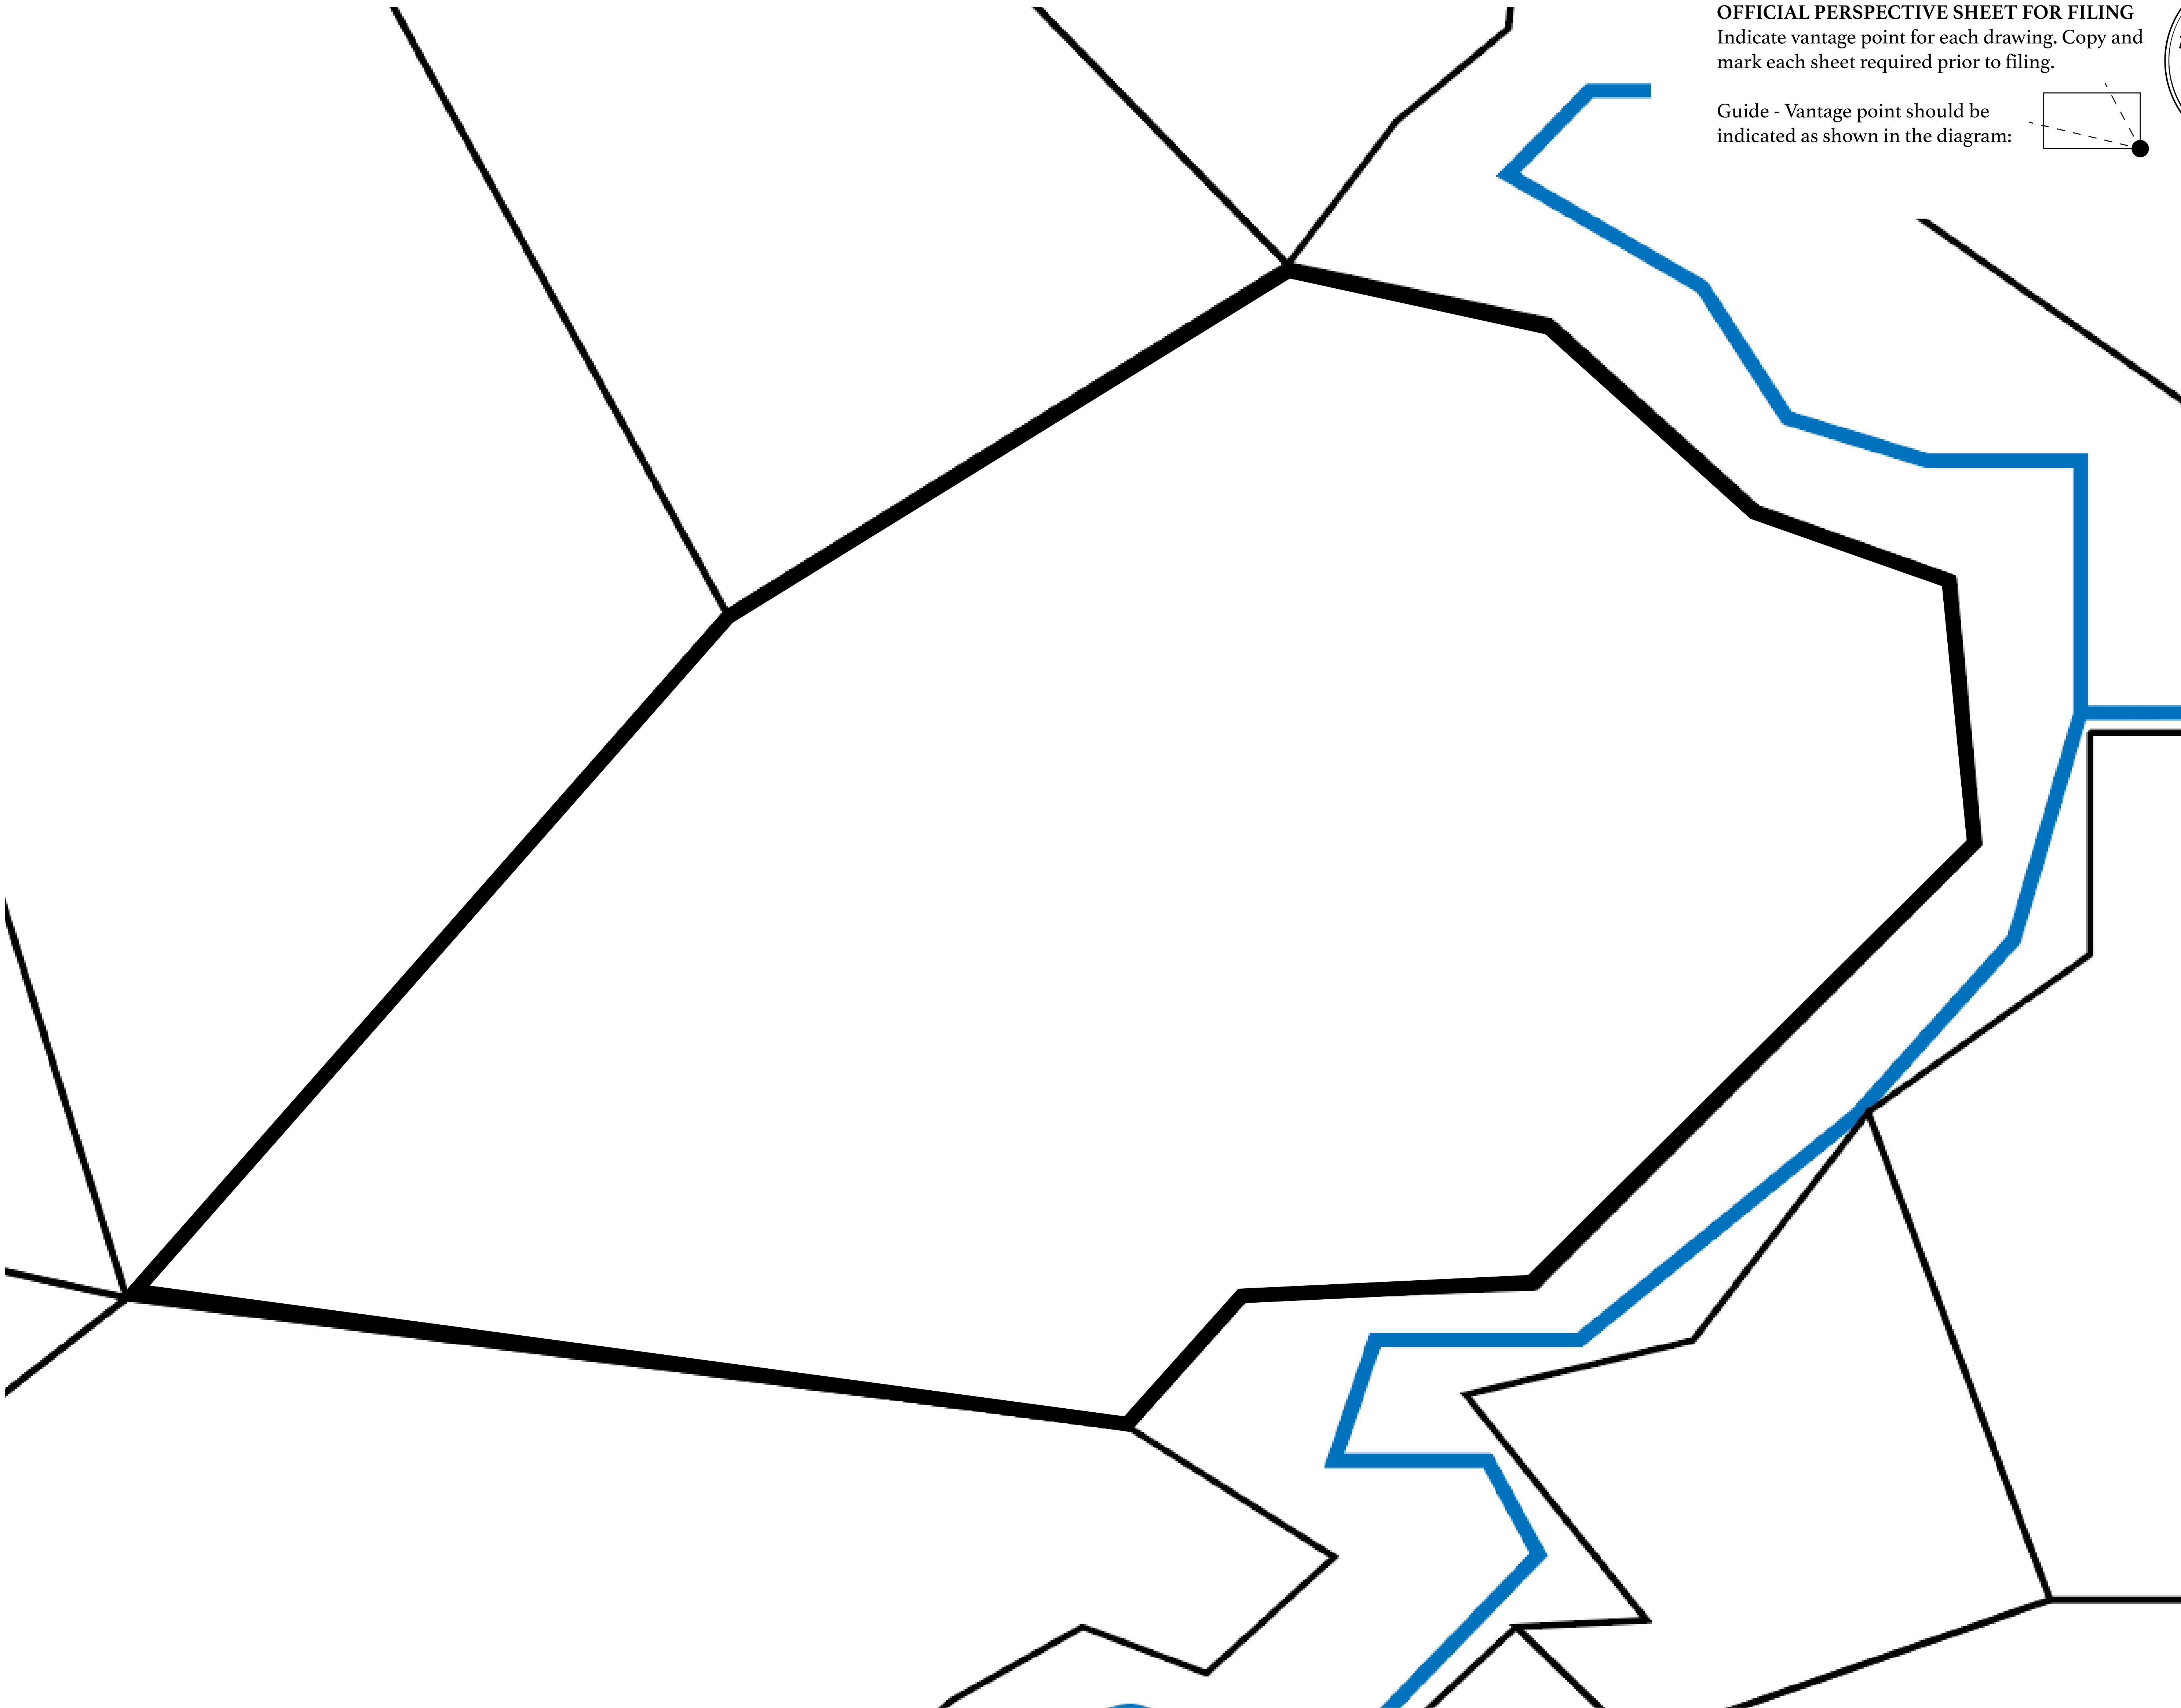 OFFICIAL PERSPECTIVE SHEET FOR FILING
Indicate vantage point for each drawing. Copy and
mark each sheet required prior to filing.
Guide - Vantage point should be
indicated as shown in the diagram: